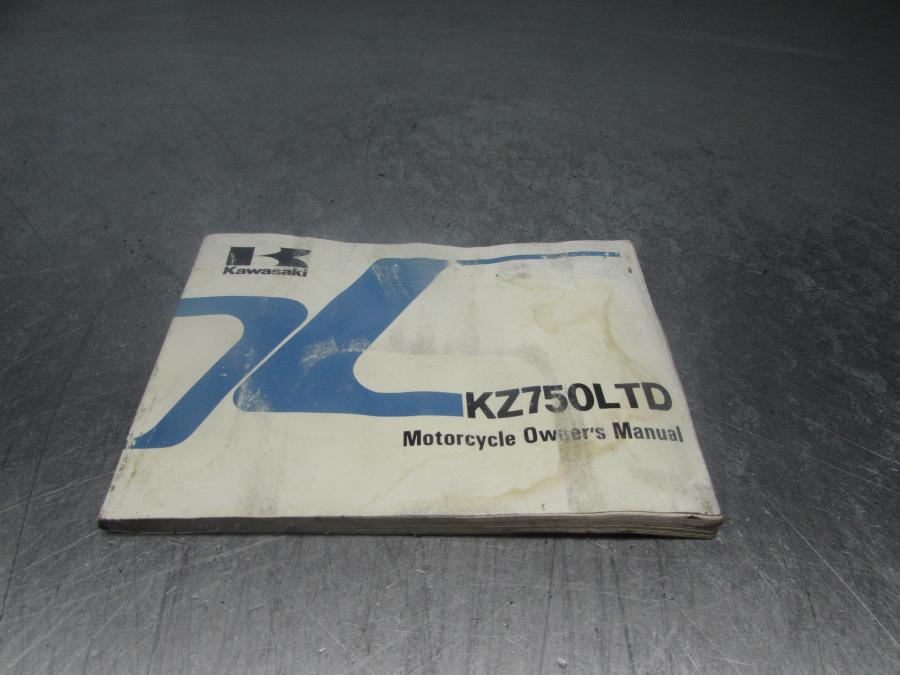 Kawasaki
KZ750LTD
Motorcycle Owner's Manual